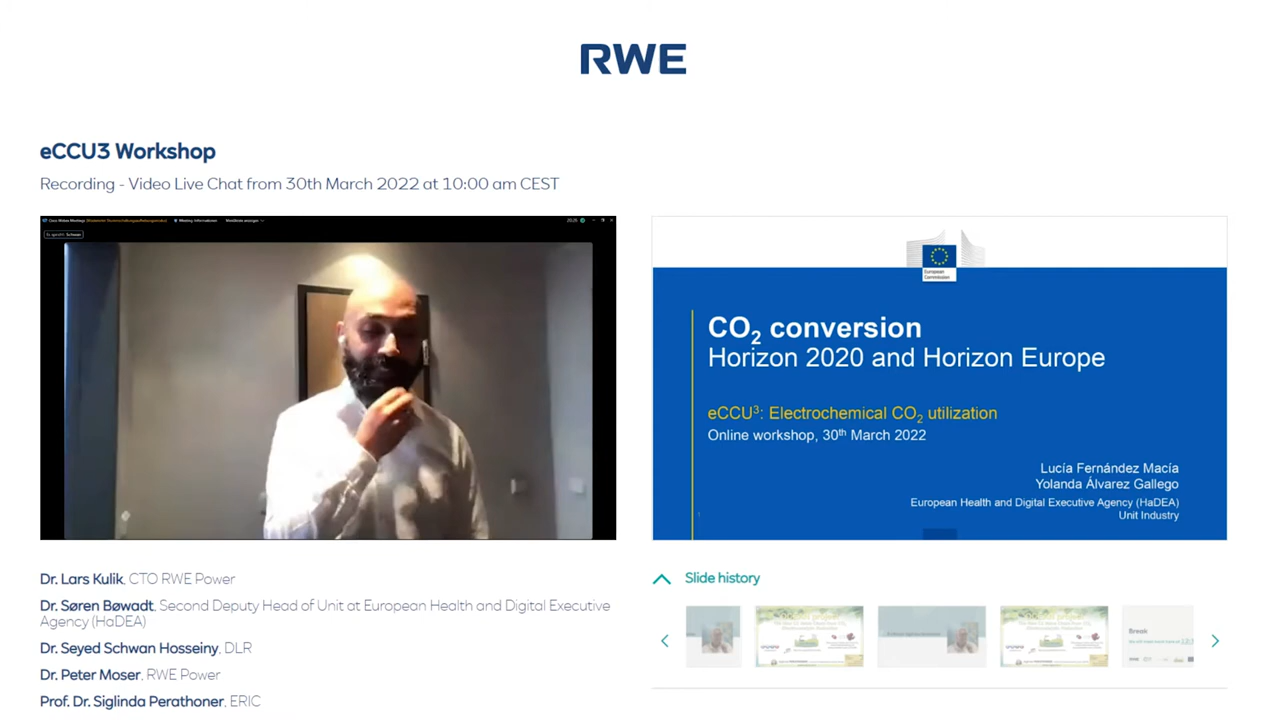 RWE
eCCU3 Workshop
Recording - Video Live Chat from 30th March 2022 at 10:00 am CEST
European
Commission
CO₂ conversion
Horizon 2020 and Horizon Europe
eCCU³: Electrochemical CO₂ utilization
Online workshop, 30th March 2022
Lucía Fernández Macía
Yolanda Álvarez Gallego
European Health and Digital Executive Agency (HaDEA)
Unit Industry
Dr. Lars Kulik, CTO RWE Power
Dr. Søren Bøwadt, Second Deputy Head of Unit at European Health and Digital Executive
Agency (HaDEA)
Dr. Seyed Schwan Hosseiny, DLR
Dr. Peter Moser, RWE Power
Prof. Dr. Siglinda Perathoner, ERIC
Slide history
Break